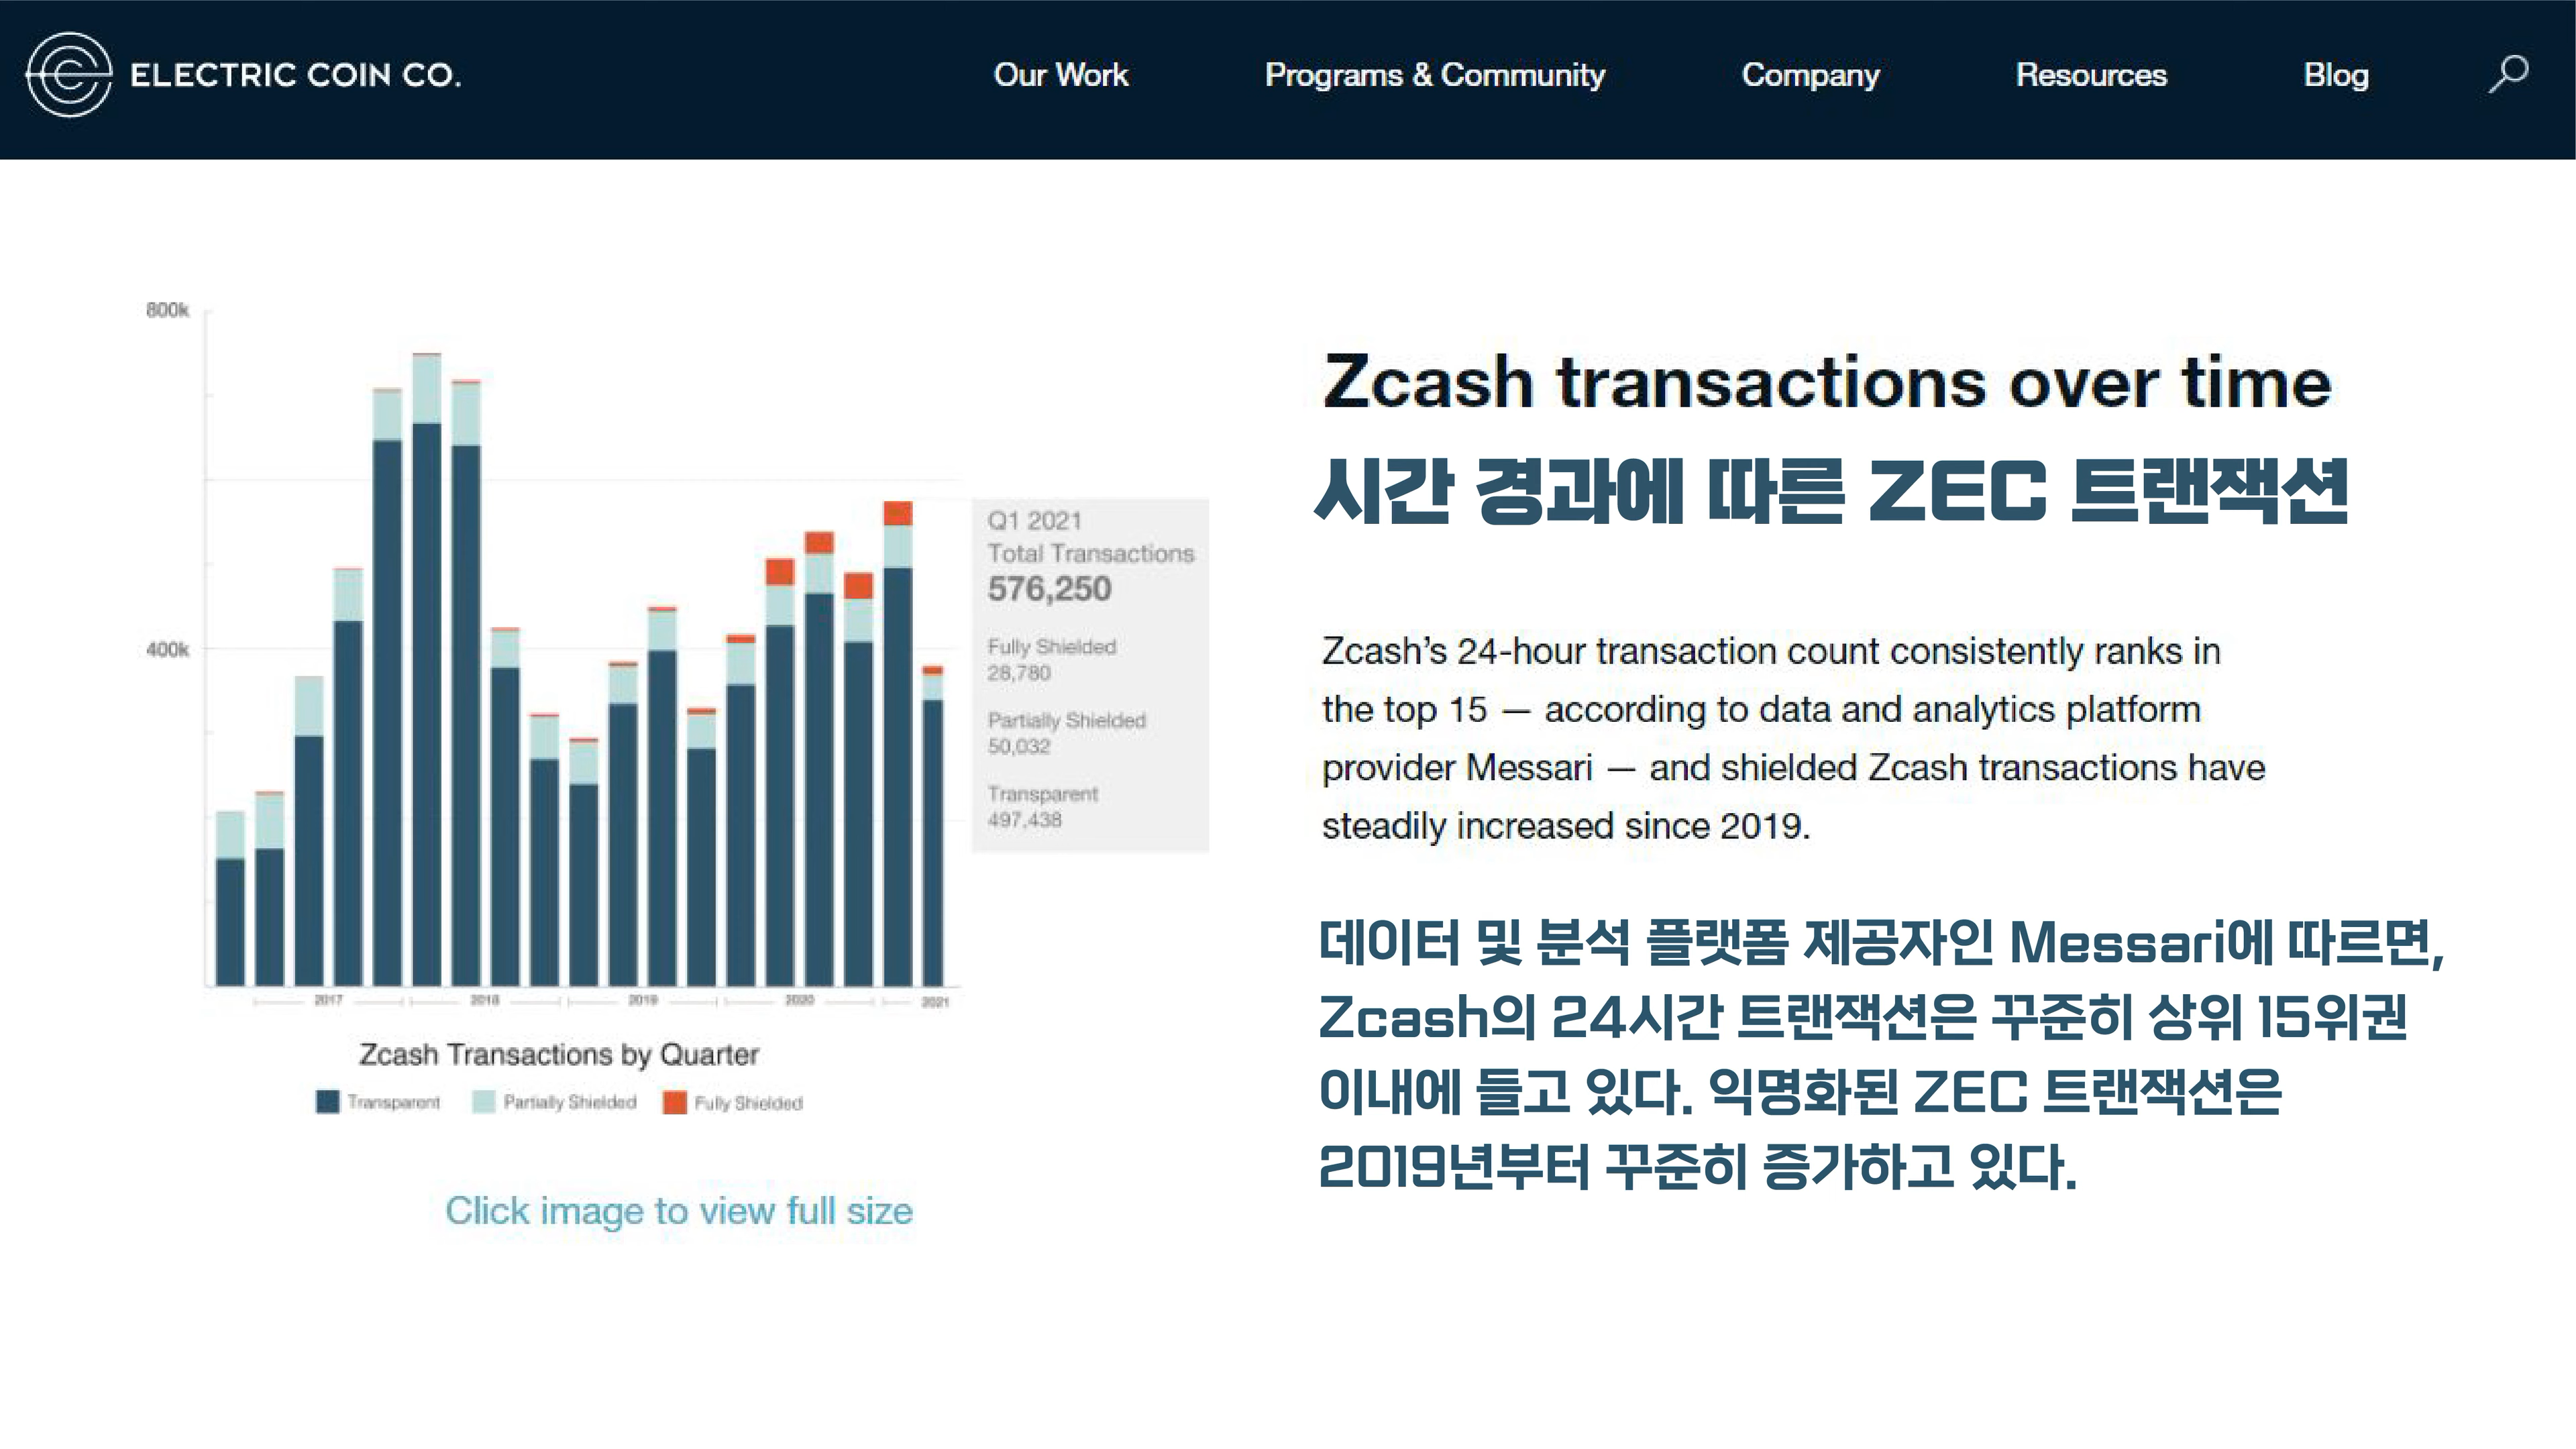 ELECTRIC COIN CO.
Our Work
Programs & Community
Company
Resources
Blog
800k
400k
2017
2018
2019
2020
2021
Q1 2021
Total Transactions
576,250
Fully Shielded
28,780
Partially Shielded
50,032
Transparent
497,438
Zcash Transactions by Quarter
Transparent
Partially Shielded
Fully Shielded
Click image to view full size
Zcash transactions over time
시간 경과에 따른 ZEC 트랜잭션
Zcash’s 24-hour transaction count consistently ranks in
the top 15 — according to data and analytics platform
provider Messari — and shielded Zcash transactions have
steadily increased since 2019.
데이터 및 분석 플랫폼 제공자인 Messari에 따르면,
Zcash의 24시간 트랜잭션은 꾸준히 상위 15위권
이내에 들고 있다. 익명화된 ZEC 트랜잭션은
2019년부터 꾸준히 증가하고 있다.